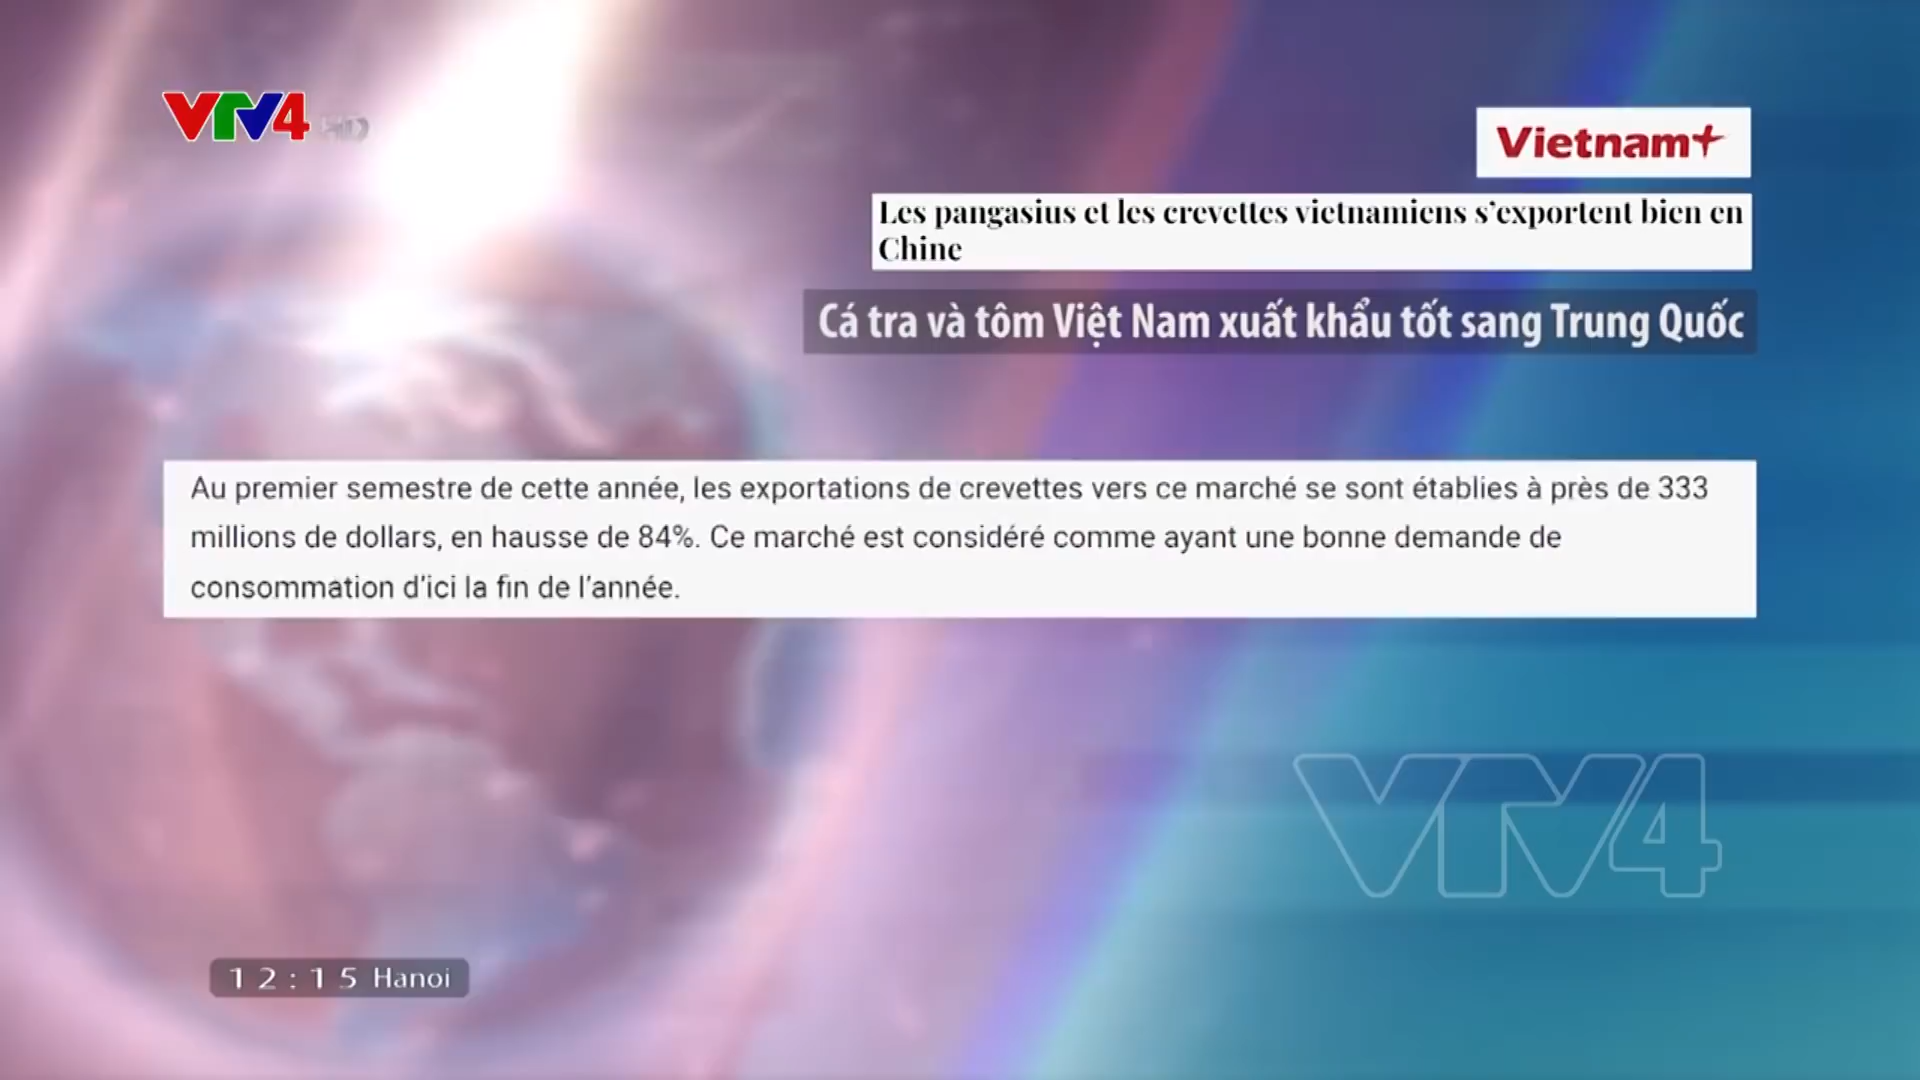 VTV4 HD
Vietnam+
Les pangasius et les crevettes vietnamiens s’exportent bien en
Chine
Cá tra và tôm Việt Nam xuất khẩu tốt sang Trung Quốc
Au premier semestre de cette année, les exportations de crevettes vers ce marché se sont établies à près de 333
millions de dollars, en hausse de 84%. Ce marché est considéré comme ayant une bonne demande de
consommation d’ici la fin de l’année.
VTV4
12:15 Hanoi